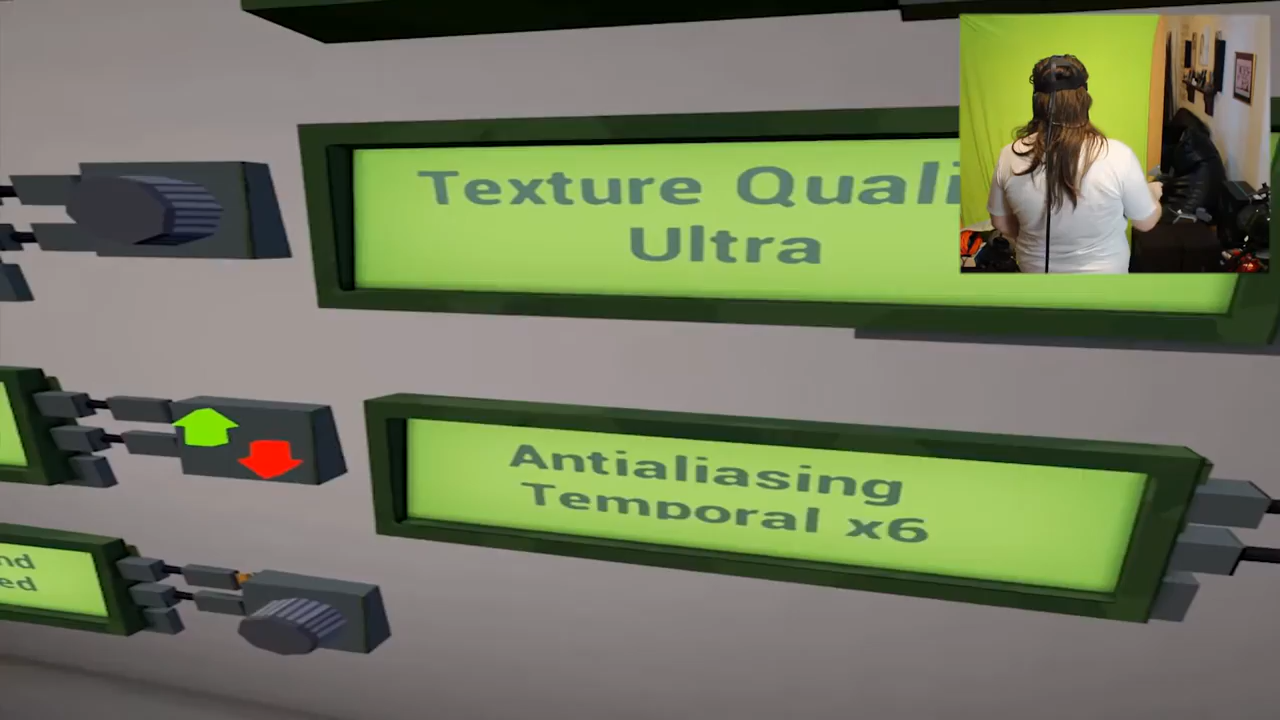 Texture Quali
Ultra
Antialiasing
Temporal x6
nd
ed